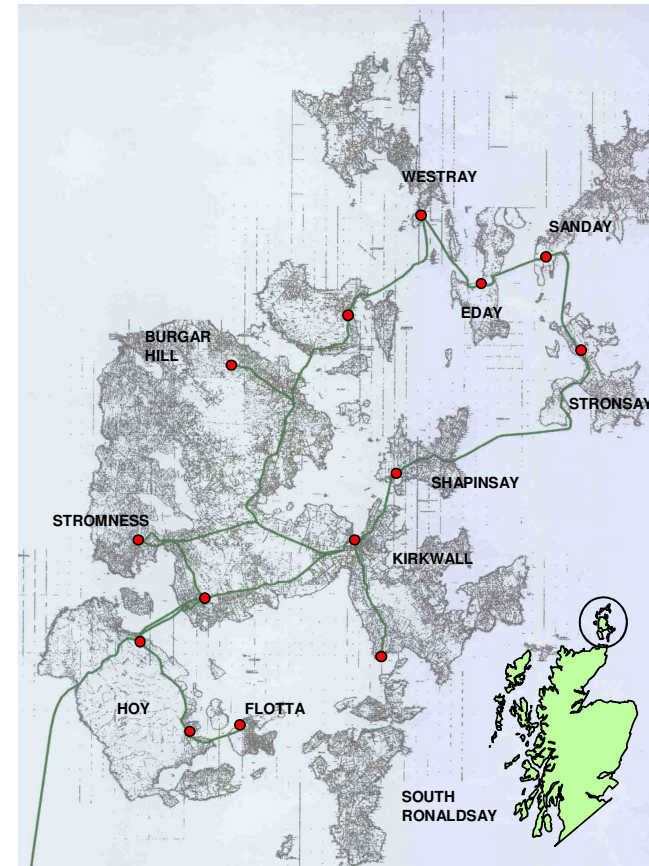 WESTRAY
SANDAY
EDAY
BURGAR
HILL
STRONSAY
SHAPINSAY
STROMNESS
KIRKWALL
HOY
FLOTTA
SOUTH
RONALDSAY